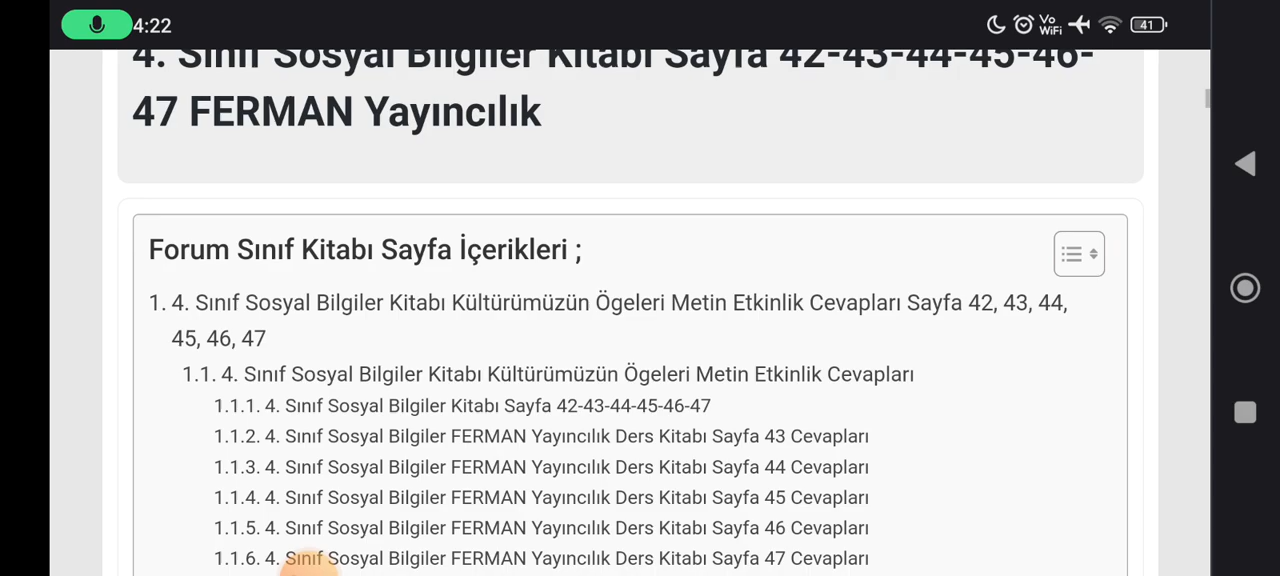 4:22
Vo WiFi
41
4. Sınıf Sosyal Bilgiler Kitabı Sayfa 42-43-44-45-46-
47 FERMAN Yayıncılık
Forum Sınıf Kitabı Sayfa İçerikleri ;
1. 4. Sınıf Sosyal Bilgiler Kitabı Kültürümüzün Ögeleri Metin Etkinlik Cevapları Sayfa 42, 43, 44,
45, 46, 47
1.1. 4. Sınıf Sosyal Bilgiler Kitabı Kültürümüzün Ögeleri Metin Etkinlik Cevapları
1.1.1. 4. Sınıf Sosyal Bilgiler Kitabı Sayfa 42-43-44-45-46-47
1.1.2. 4. Sınıf Sosyal Bilgiler FERMAN Yayıncılık Ders Kitabı Sayfa 43 Cevapları
1.1.3. 4. Sınıf Sosyal Bilgiler FERMAN Yayıncılık Ders Kitabı Sayfa 44 Cevapları
1.1.4. 4. Sınıf Sosyal Bilgiler FERMAN Yayıncılık Ders Kitabı Sayfa 45 Cevapları
1.1.5. 4. Sınıf Sosyal Bilgiler FERMAN Yayıncılık Ders Kitabı Sayfa 46 Cevapları
1.1.6. 4. Sınıf Sosyal Bilgiler FERMAN Yayıncılık Ders Kitabı Sayfa 47 Cevapları